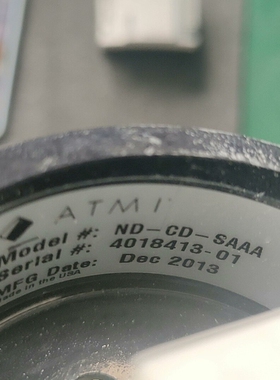 ATMI
Model #: ND-CD-SAAA
Serial #: 4018413-01
MFG Date: Dec 2013
Made in the USA